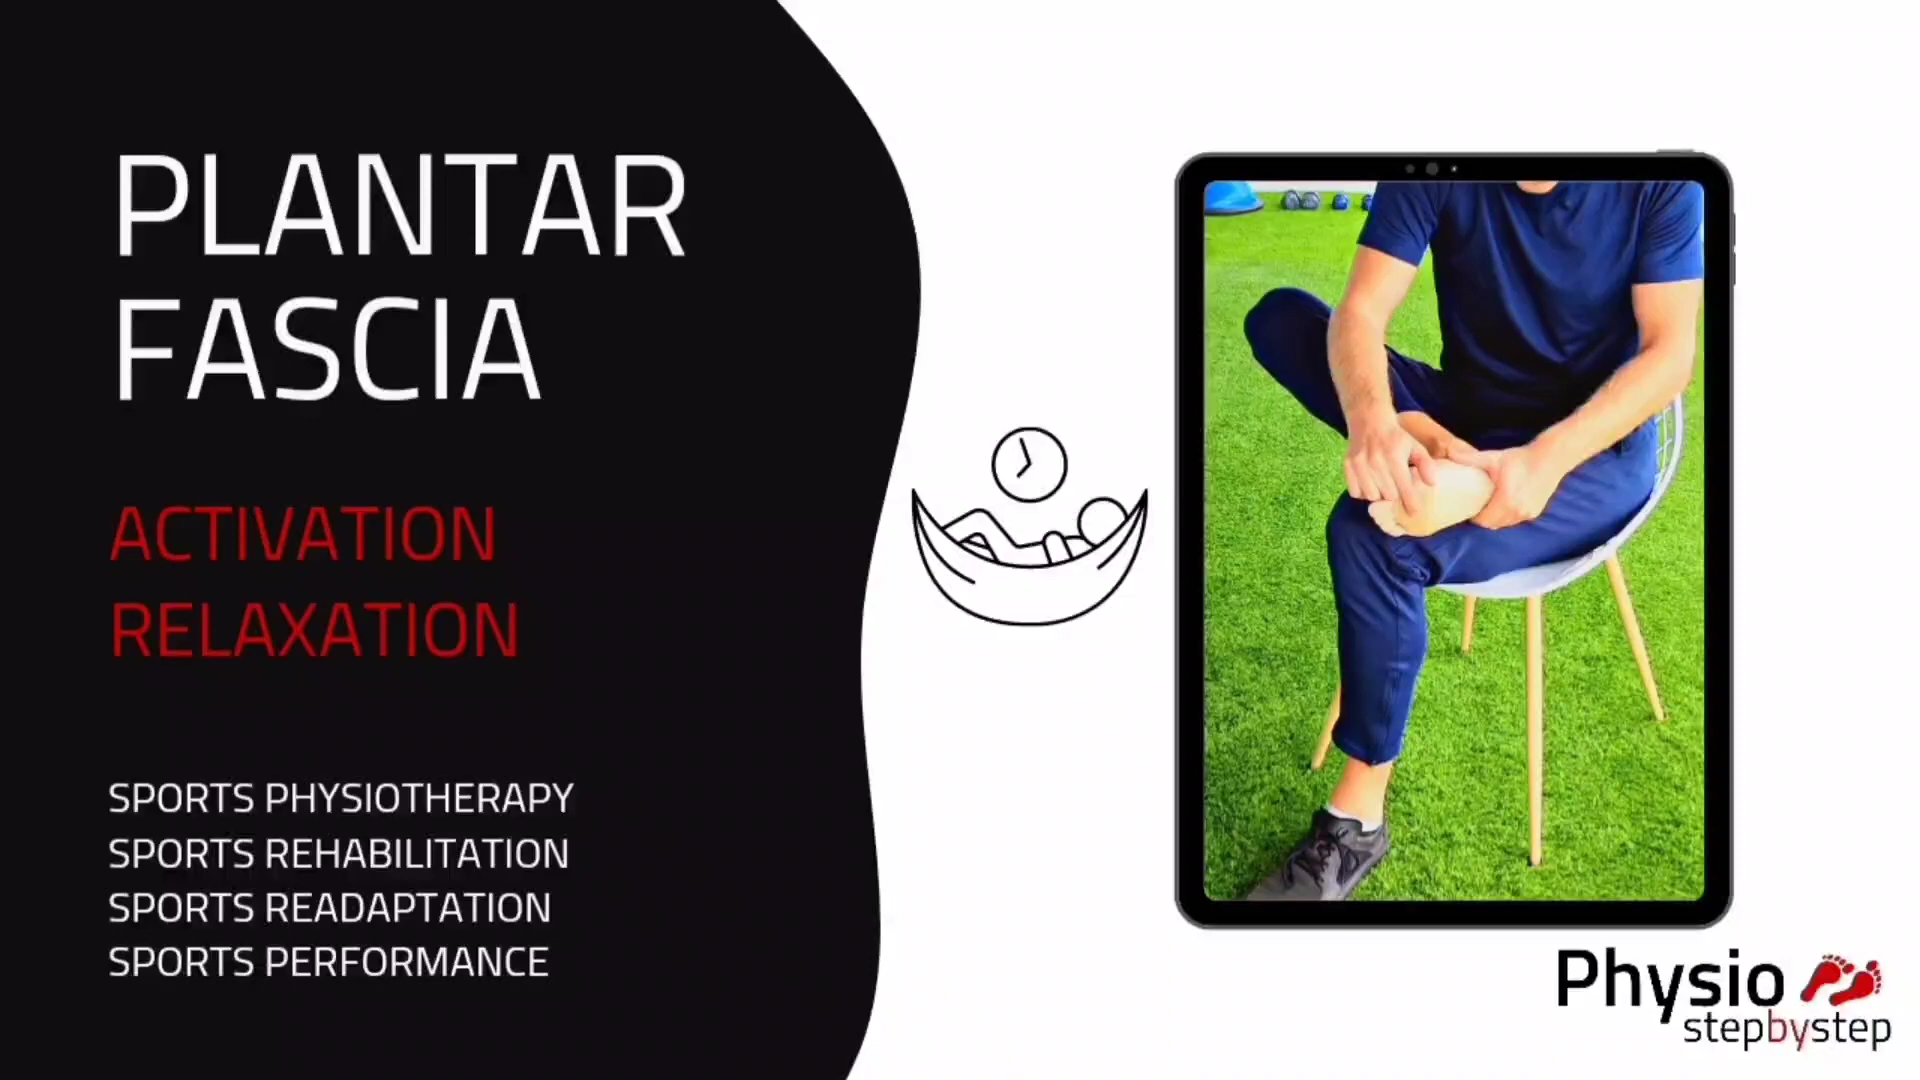 PLANTAR
FASCIA
ACTIVATION
RELAXATION
SPORTS PHYSIOTHERAPY
SPORTS REHABILITATION
SPORTS READAPTATION
SPORTS PERFORMANCE
Physio
stepbystep